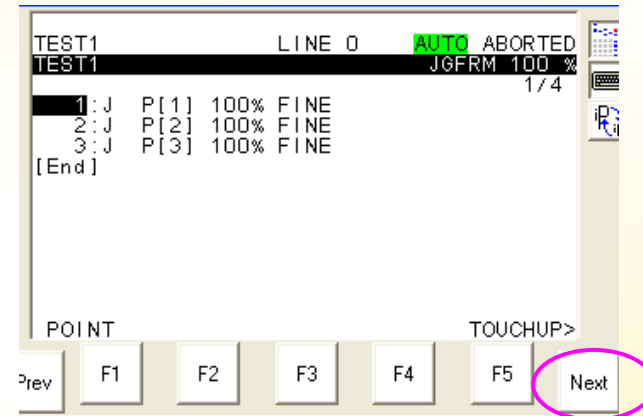 TEST1 LINE 0 AUTO ABORTED
TEST1 JGFRM 100 %
1/4
1:J P[1] 100% FINE
2:J P[2] 100% FINE
3:J P[3] 100% FINE
[End]
POINT TOUCHUP>
Prev F1 F2 F3 F4 F5 Next